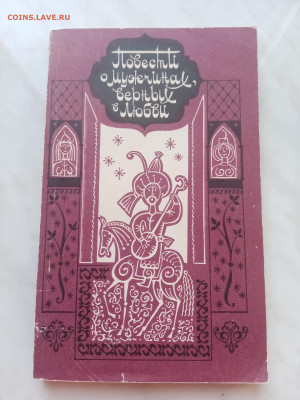 COINS.LAVE.RU
Повести
о мужчинах,
верных
в любви